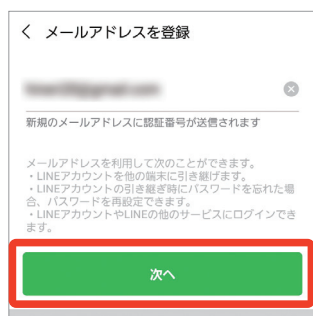 メールアドレスを登録
新規のメールアドレスに認証番号が送信されます
メールアドレスを利用して次のことができます。
・LINEアカウントを他の端末に引き継げます。
・LINEアカウントの引き継ぎ時にパスワードを忘れた場
合、パスワードを再設定できます。
・LINEアカウントやLINEの他のサービスにログインでき
ます。
次へ